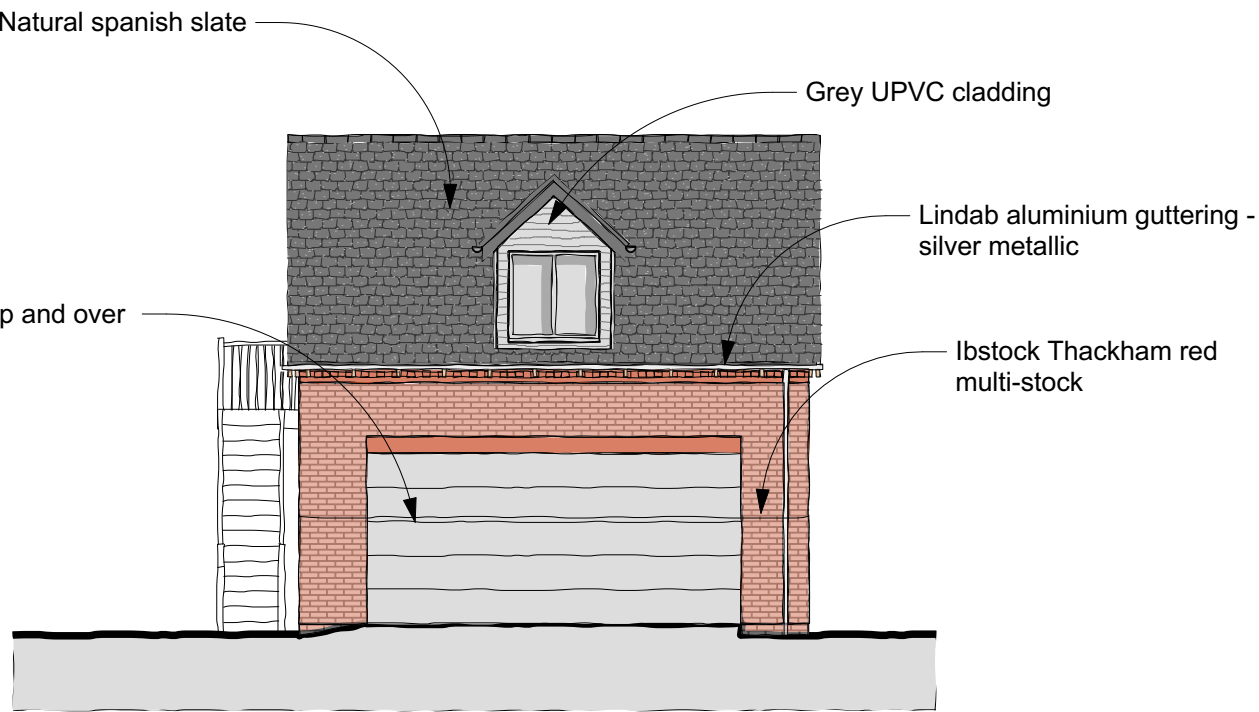 Natural spanish slate
Grey UPVC cladding
Lindab aluminium guttering -
silver metallic
p and over
Ibstock Thackham red
multi-stock